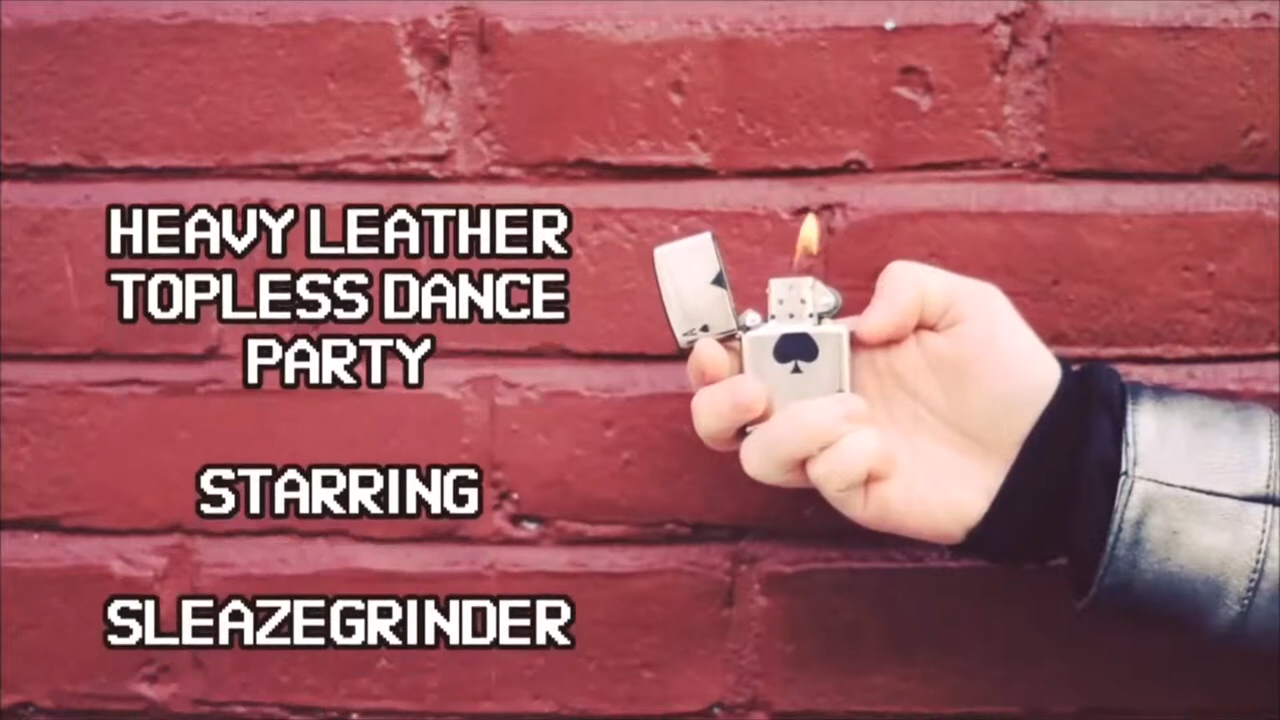 HEAVY LEATHER
TOPLESS DANCE
PARTY
STARRING
SLEAZEGRINDER
A